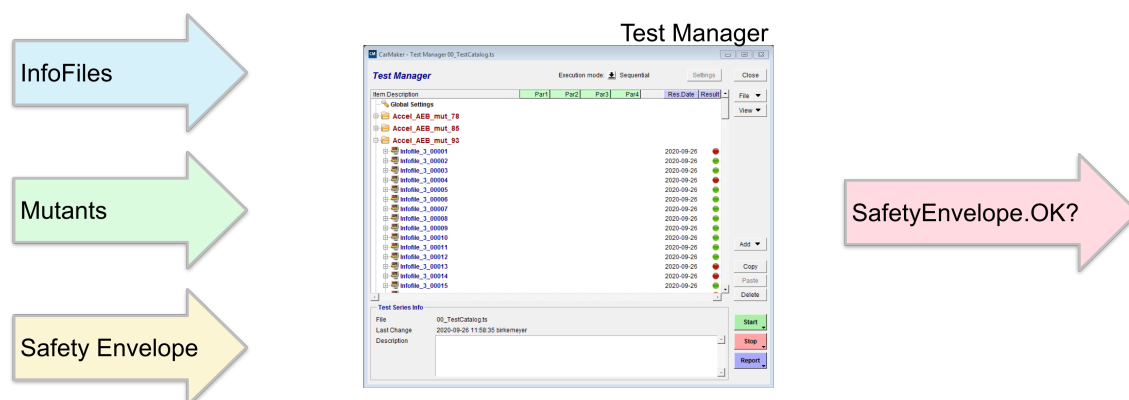 Test Manager
InfoFiles
Mutants
Safety Envelope
CarMaker - Test Manager 00_TestCatalog.ts
Test Manager Execution mode: Sequential Settings Close
Item Description Par1 Par2 Par3 Par4 Res.Date Result File
Global Settings
View
Accel_AEB_mut_78
Accel_AEB_mut_85
Accel_AEB_mut_93
Infofile_3_00001 2020-09-26
Infofile_3_00002 2020-09-26
Infofile_3_00003 2020-09-26
Infofile_3_00004 2020-09-26
Infofile_3_00005 2020-09-26
Infofile_3_00006 2020-09-26
Infofile_3_00007 2020-09-26
Infofile_3_00008 2020-09-26
Infofile_3_00009 2020-09-26
Infofile_3_00010 2020-09-26
Infofile_3_00011 2020-09-26
Add
Infofile_3_00012 2020-09-26
Infofile_3_00013 2020-09-26
Copy
Infofile_3_00014 2020-09-26
Paste
Infofile_3_00015 2020-09-26
Delete
Test Series Info
File 00_TestCatalog.ts
Last Change 2020-09-26 11:58:35 birkemeyer
Description
Start
Stop
Report
SafetyEnvelope.OK?